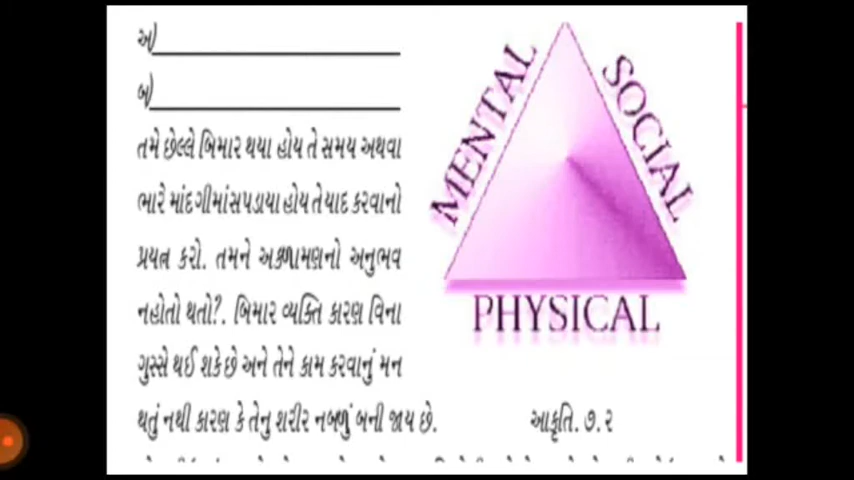 અ)
બ)
તમે છેલ્લે બિમાર થયા હોય તે સમય અથવા
ભારે માંદગીમાંસપડાયા હોય તેયાદ કરવાનો
પ્રયત્ન કરો. તમને અકળામણનો અનુભવ
નહોતો થતો?. બિમાર વ્યક્તિ કારણ વિના
ગુસ્સે થઈ શકે છે અને તેને કામ કરવાનું મન
થતું નથી કારણ કે તેનુ શરીર નબળું બની જાય છે.
MENTAL
SOCIAL
PHYSICAL
આકૃતિ. ૭. ૨